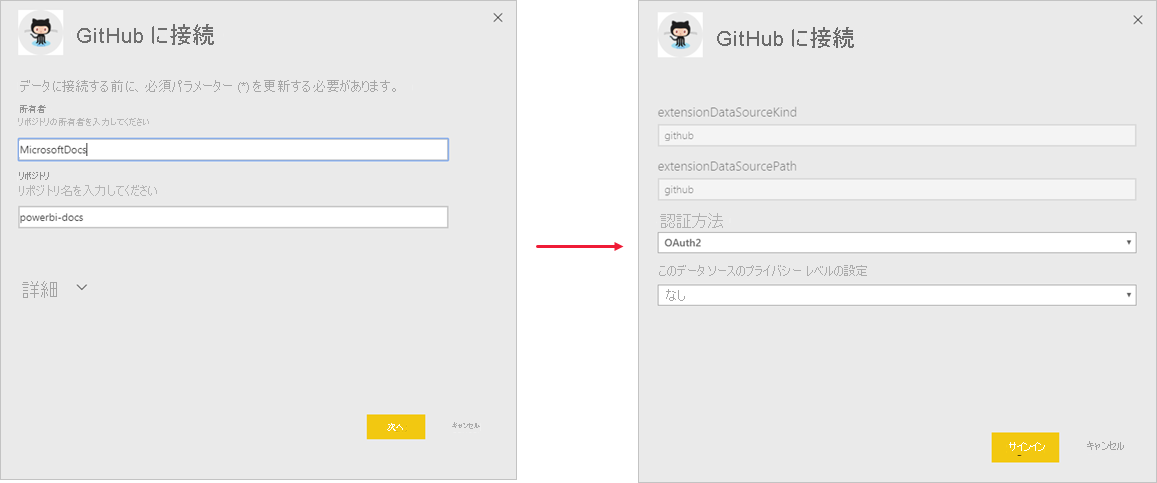 GitHub に接続
データに接続する前に、必須パラメーター (*) を更新する必要があります。
所有者
リポジトリの所有者を入力してください
MicrosoftDocs
リポジトリ
リポジトリ名を入力してください
powerbi-docs
詳細
次へ
キャンセル
GitHub に接続
extensionDataSourceKind
github
extensionDataSourcePath
github
認証方法
OAuth2
このデータ ソースのプライバシー レベルの設定
なし
サインイン
キャンセル